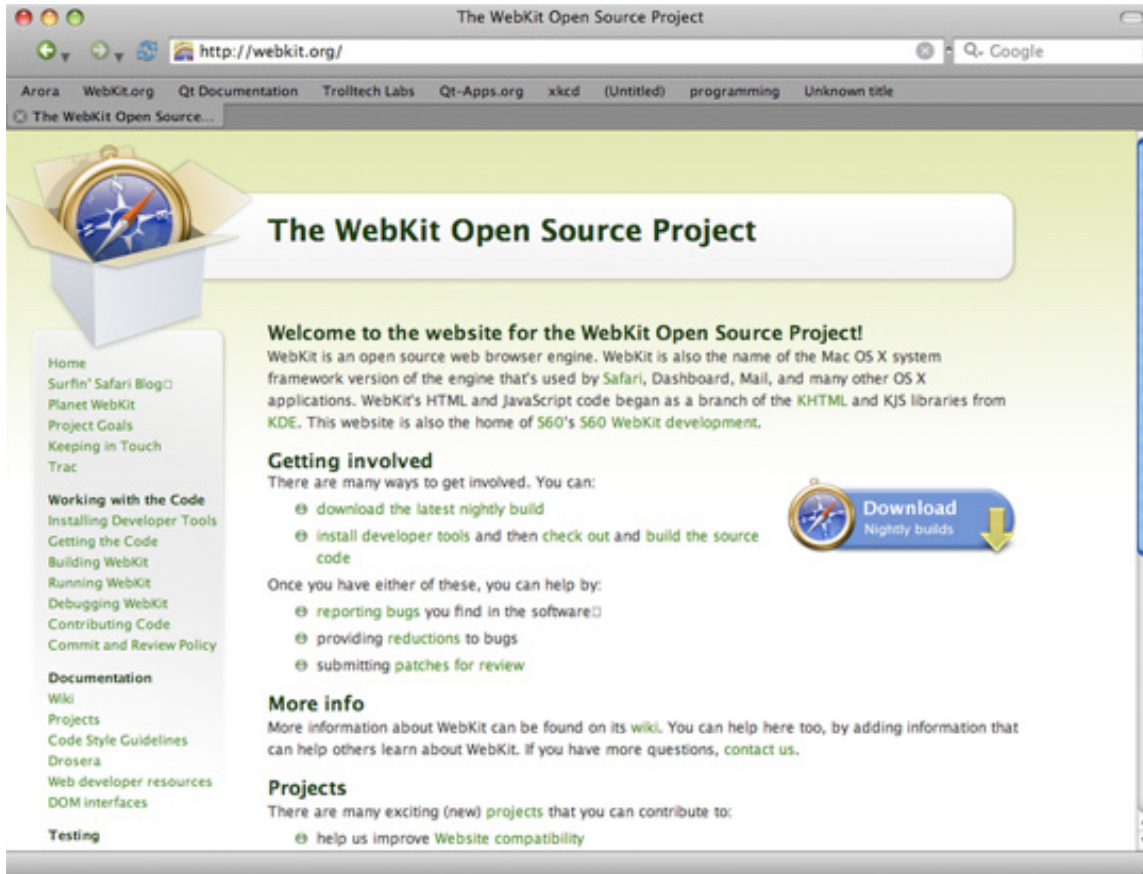 The WebKit Open Source Project
http://webkit.org/
Google
Arora WebKit.org Qt Documentation Trolltech Labs Qt-Apps.org xkcd (Untitled) programming Unknown title
The WebKit Open Source...
The WebKit Open Source Project
Home
Surfin' Safari Blog□
Planet WebKit
Project Goals
Keeping in Touch
Trac
Working with the Code
Installing Developer Tools
Getting the Code
Building WebKit
Running WebKit
Debugging WebKit
Contributing Code
Commit and Review Policy
Documentation
Wiki
Projects
Code Style Guidelines
Drosera
Web developer resources
DOM interfaces
Testing
Welcome to the website for the WebKit Open Source Project!
WebKit is an open source web browser engine. WebKit is also the name of the Mac OS X system
framework version of the engine that's used by Safari, Dashboard, Mail, and many other OS X
applications. WebKit's HTML and JavaScript code began as a branch of the KHTML and KJS libraries from
KDE. This website is also the home of S60's S60 WebKit development.
Getting involved
There are many ways to get involved. You can:
download the latest nightly build
install developer tools and then check out and build the source
code
Once you have either of these, you can help by:
reporting bugs you find in the software□
providing reductions to bugs
submitting patches for review
Download
Nightly builds
More info
More information about WebKit can be found on its wiki. You can help here too, by adding information that
can help others learn about WebKit. If you have more questions, contact us.
Projects
There are many exciting (new) projects that you can contribute to:
help us improve Website compatibility